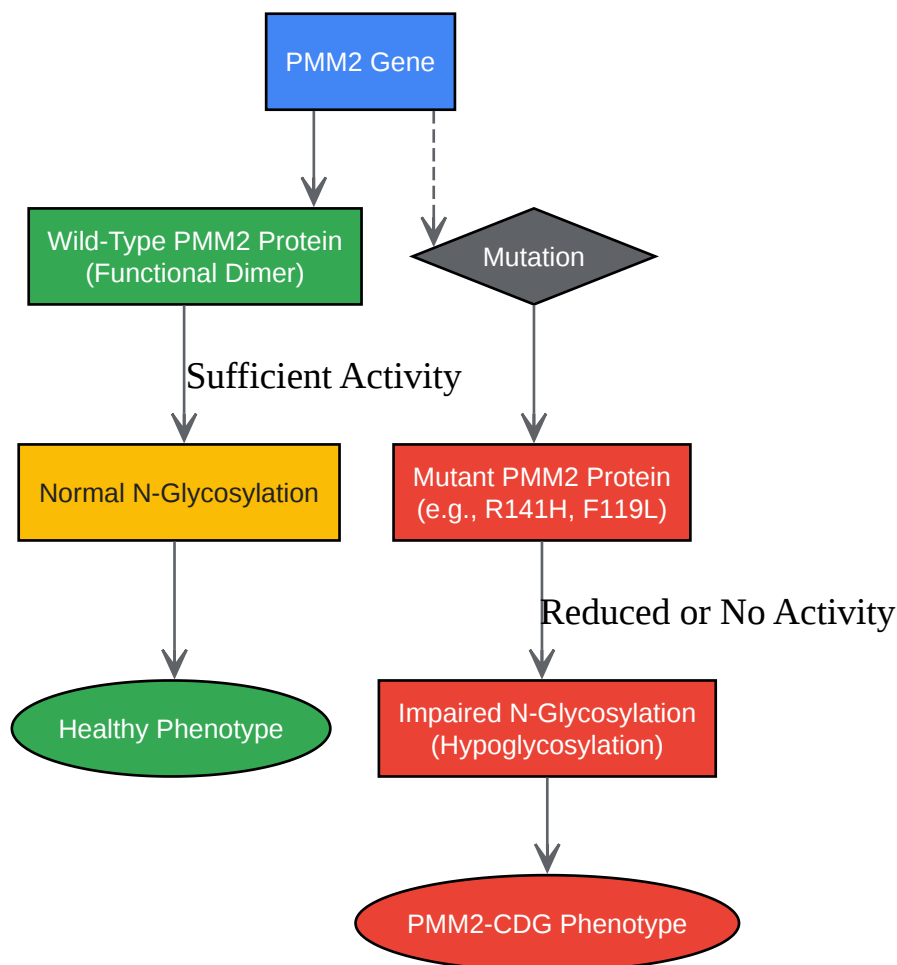 PMM2 Gene
Wild-Type PMM2 Protein
(Functional Dimer)
Mutation
Sufficient Activity
Normal N-Glycosylation
Mutant PMM2 Protein
(e.g., R141H, F119L)
Reduced or No Activity
Healthy Phenotype
Impaired N-Glycosylation
(Hypoglycosylation)
PMM2-CDG Phenotype